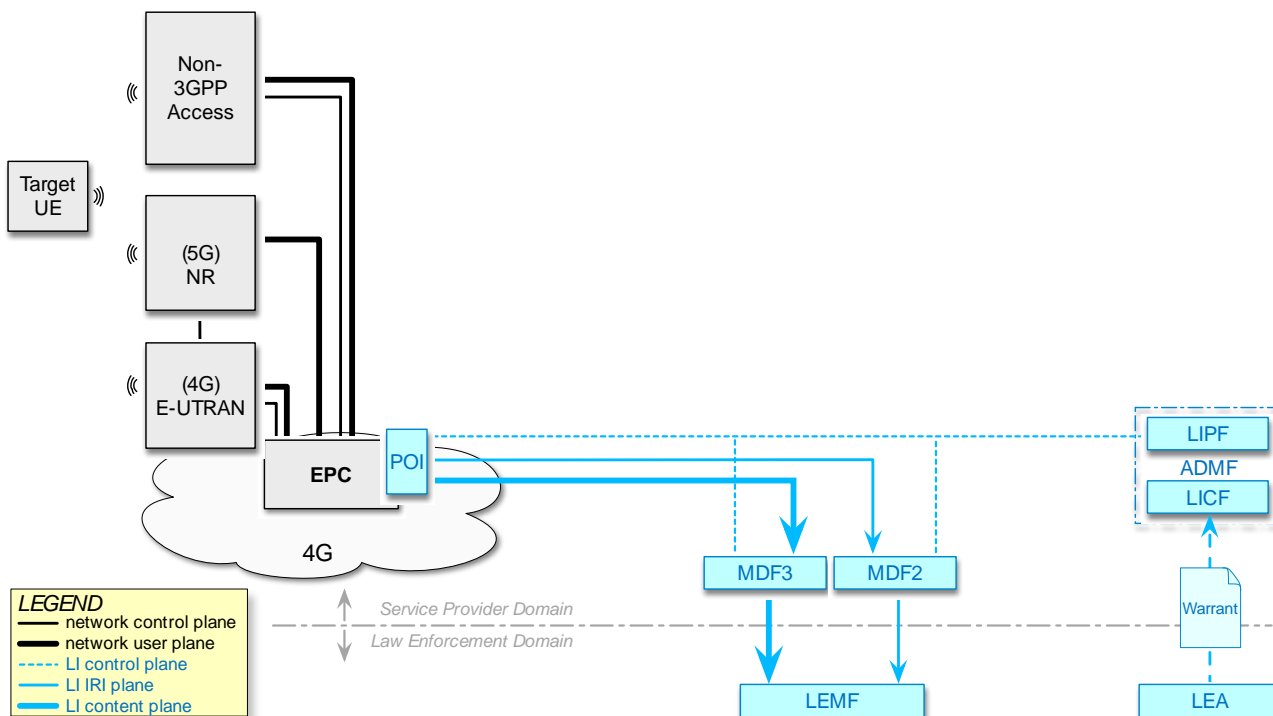 Non-
3GPP
Access
Target
UE
(5G)
NR
(4G)
E-UTRAN
EPC
POI
4G
LIPF
ADMF
LICF
MDF3
MDF2
Warrant
Service Provider Domain
Law Enforcement Domain
LEMF
LEA
LEGEND
network control plane
network user plane
LI control plane
LI IRI plane
LI content plane